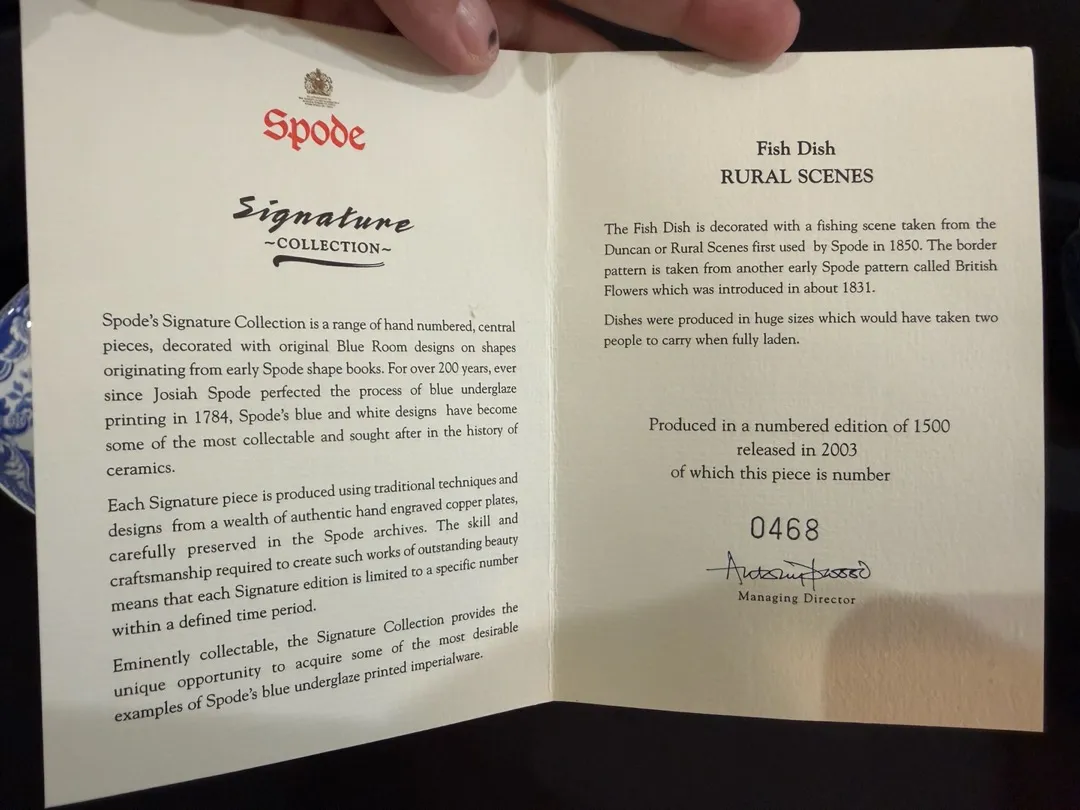 Spode
Signature
~COLLECTION~
Spode's Signature Collection is a range of hand numbered, central
pieces, decorated with original Blue Room designs on shapes
originating from early Spode shape books. For over 200 years, ever
since Josiah Spode perfected the process of blue underglaze
printing in 1784, Spode's blue and white designs have become
some of the most collectable and sought after in the history of
ceramics.
Each Signature piece is produced using traditional techniques and
designs from a wealth of authentic hand engraved copper plates,
carefully preserved in the Spode archives. The skill and
craftsmanship required to create such works of outstanding beauty
means that each Signature edition is limited to a specific number
within a defined time period.
Eminently collectable, the Signature Collection provides the
unique opportunity to acquire some of the most desirable
examples of Spode's blue underglaze printed imperialware.
Fish Dish
RURAL SCENES
The Fish Dish is decorated with a fishing scene taken from the
Duncan or Rural Scenes first used by Spode in 1850. The border
pattern is taken from another early Spode pattern called British
Flowers which was introduced in about 1831.
Dishes were produced in huge sizes which would have taken two
people to carry when fully laden.
Produced in a numbered edition of 1500
released in 2003
of which this piece is number
0468
Managing Director